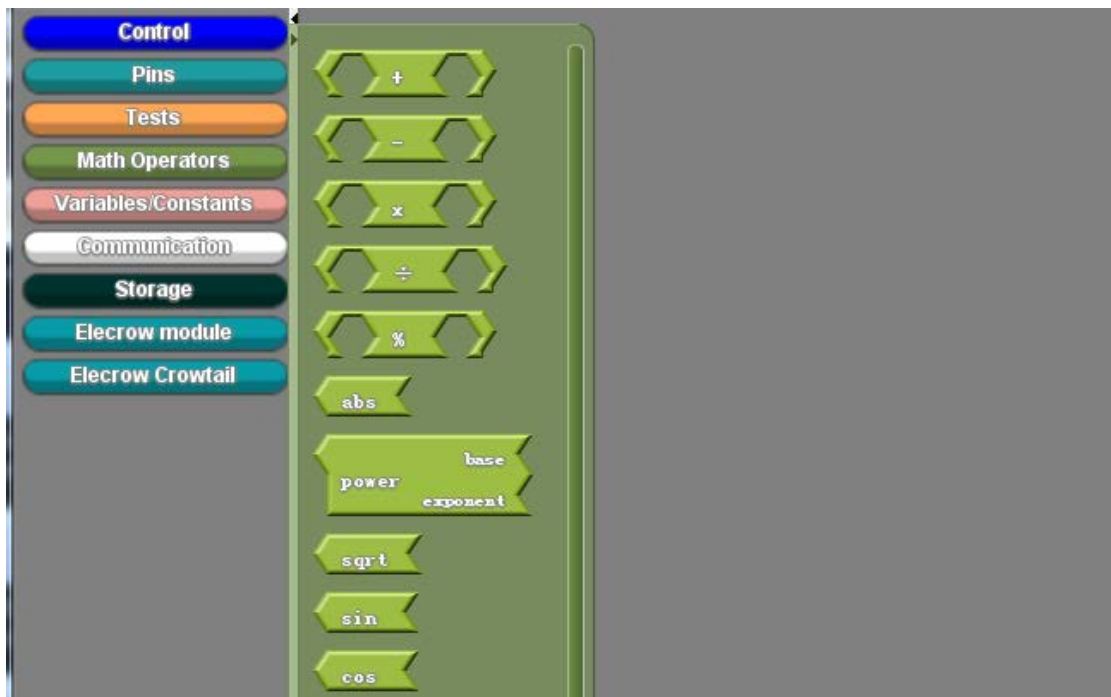 Control
Pins
Tests
Math Operators
Variables/Constants
Communication
Storage
Elecrow module
Elecrow Crowtail
+
-
x
÷
%
abs
base
power
exponent
sqrt
sin
cos